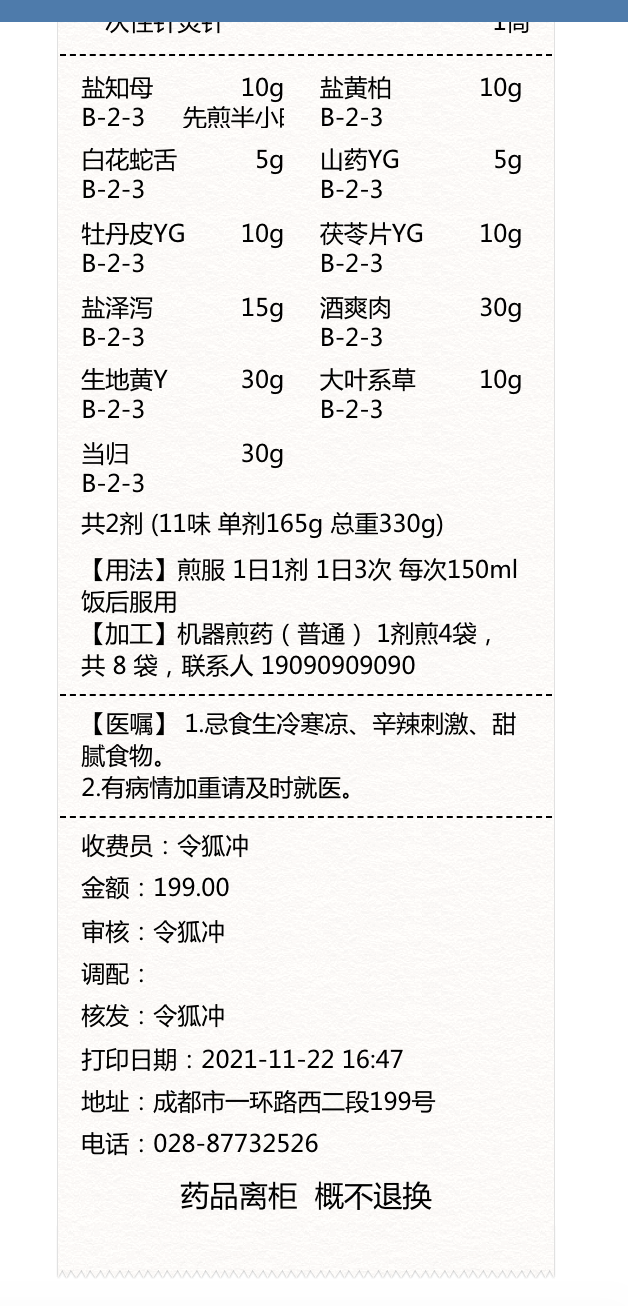 次性针灸针 1筒
盐知母 10g 盐黄柏 10g
B-2-3 先煎半小 B-2-3
白花蛇舌 5g 山药YG 5g
B-2-3 B-2-3
牡丹皮YG 10g 茯苓片YG 10g
B-2-3 B-2-3
盐泽泻 15g 酒爽肉 30g
B-2-3 B-2-3
生地黄Y 30g 大叶系草 10g
B-2-3 B-2-3
当归 30g
B-2-3
共2剂 (11味 单剂165g 总重330g)
【用法】煎服 1日1剂 1日3次 每次150ml
饭后服用
【加工】机器煎药（普通） 1剂煎4袋，
共 8 袋，联系人 19090909090
【医嘱】 1.忌食生冷寒凉、辛辣刺激、甜
腻食物。
2.有病情加重请及时就医。
收费员：令狐冲
金额：199.00
审核：令狐冲
调配：
核发：令狐冲
打印日期：2021-11-22 16:47
地址：成都市一环路西二段199号
电话：028-87732526
药品离柜 概不退换